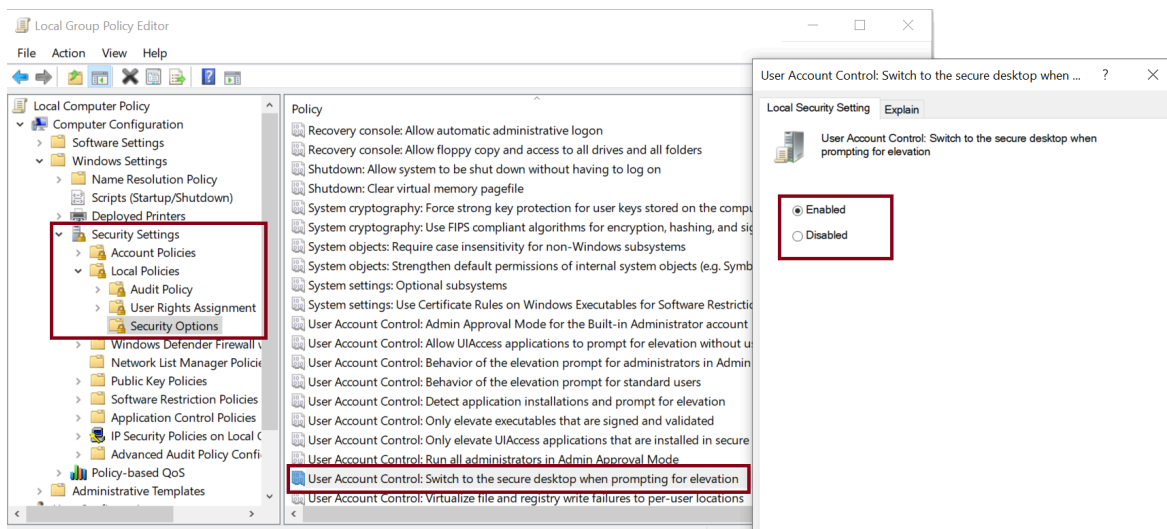 Local Group Policy Editor
File Action View Help
Local Computer Policy
Computer Configuration
Software Settings
Windows Settings
Name Resolution Policy
Scripts (Startup/Shutdown)
Deployed Printers
Security Settings
Account Policies
Local Policies
Audit Policy
User Rights Assignment
Security Options
Windows Defender Firewall
Network List Manager Policie
Public Key Policies
Software Restriction Policies
Application Control Policies
IP Security Policies on Local
Advanced Audit Policy Confi
Policy-based QoS
Administrative Templates
Policy
Recovery console: Allow automatic administrative logon
Recovery console: Allow floppy copy and access to all drives and all folders
Shutdown: Allow system to be shut down without having to log on
Shutdown: Clear virtual memory pagefile
System cryptography: Force strong key protection for user keys stored on the compu
System cryptography: Use FIPS compliant algorithms for encryption, hashing, and sig
System objects: Require case insensitivity for non-Windows subsystems
System objects: Strengthen default permissions of internal system objects (e.g. Symb
System settings: Optional subsystems
System settings: Use Certificate Rules on Windows Executables for Software Restrictio
User Account Control: Admin Approval Mode for the Built-in Administrator account
User Account Control: Allow UIAccess applications to prompt for elevation without u
User Account Control: Behavior of the elevation prompt for administrators in Admin
User Account Control: Behavior of the elevation prompt for standard users
User Account Control: Detect application installations and prompt for elevation
User Account Control: Only elevate executables that are signed and validated
User Account Control: Only elevate UIAccess applications that are installed in secure
User Account Control: Run all administrators in Admin Approval Mode
User Account Control: Switch to the secure desktop when prompting for elevation
User Account Control: Virtualize file and registry write failures to per-user locations
User Account Control: Switch to the secure desktop when ... ?
Local Security Setting Explain
User Account Control: Switch to the secure desktop when
prompting for elevation
Enabled
Disabled